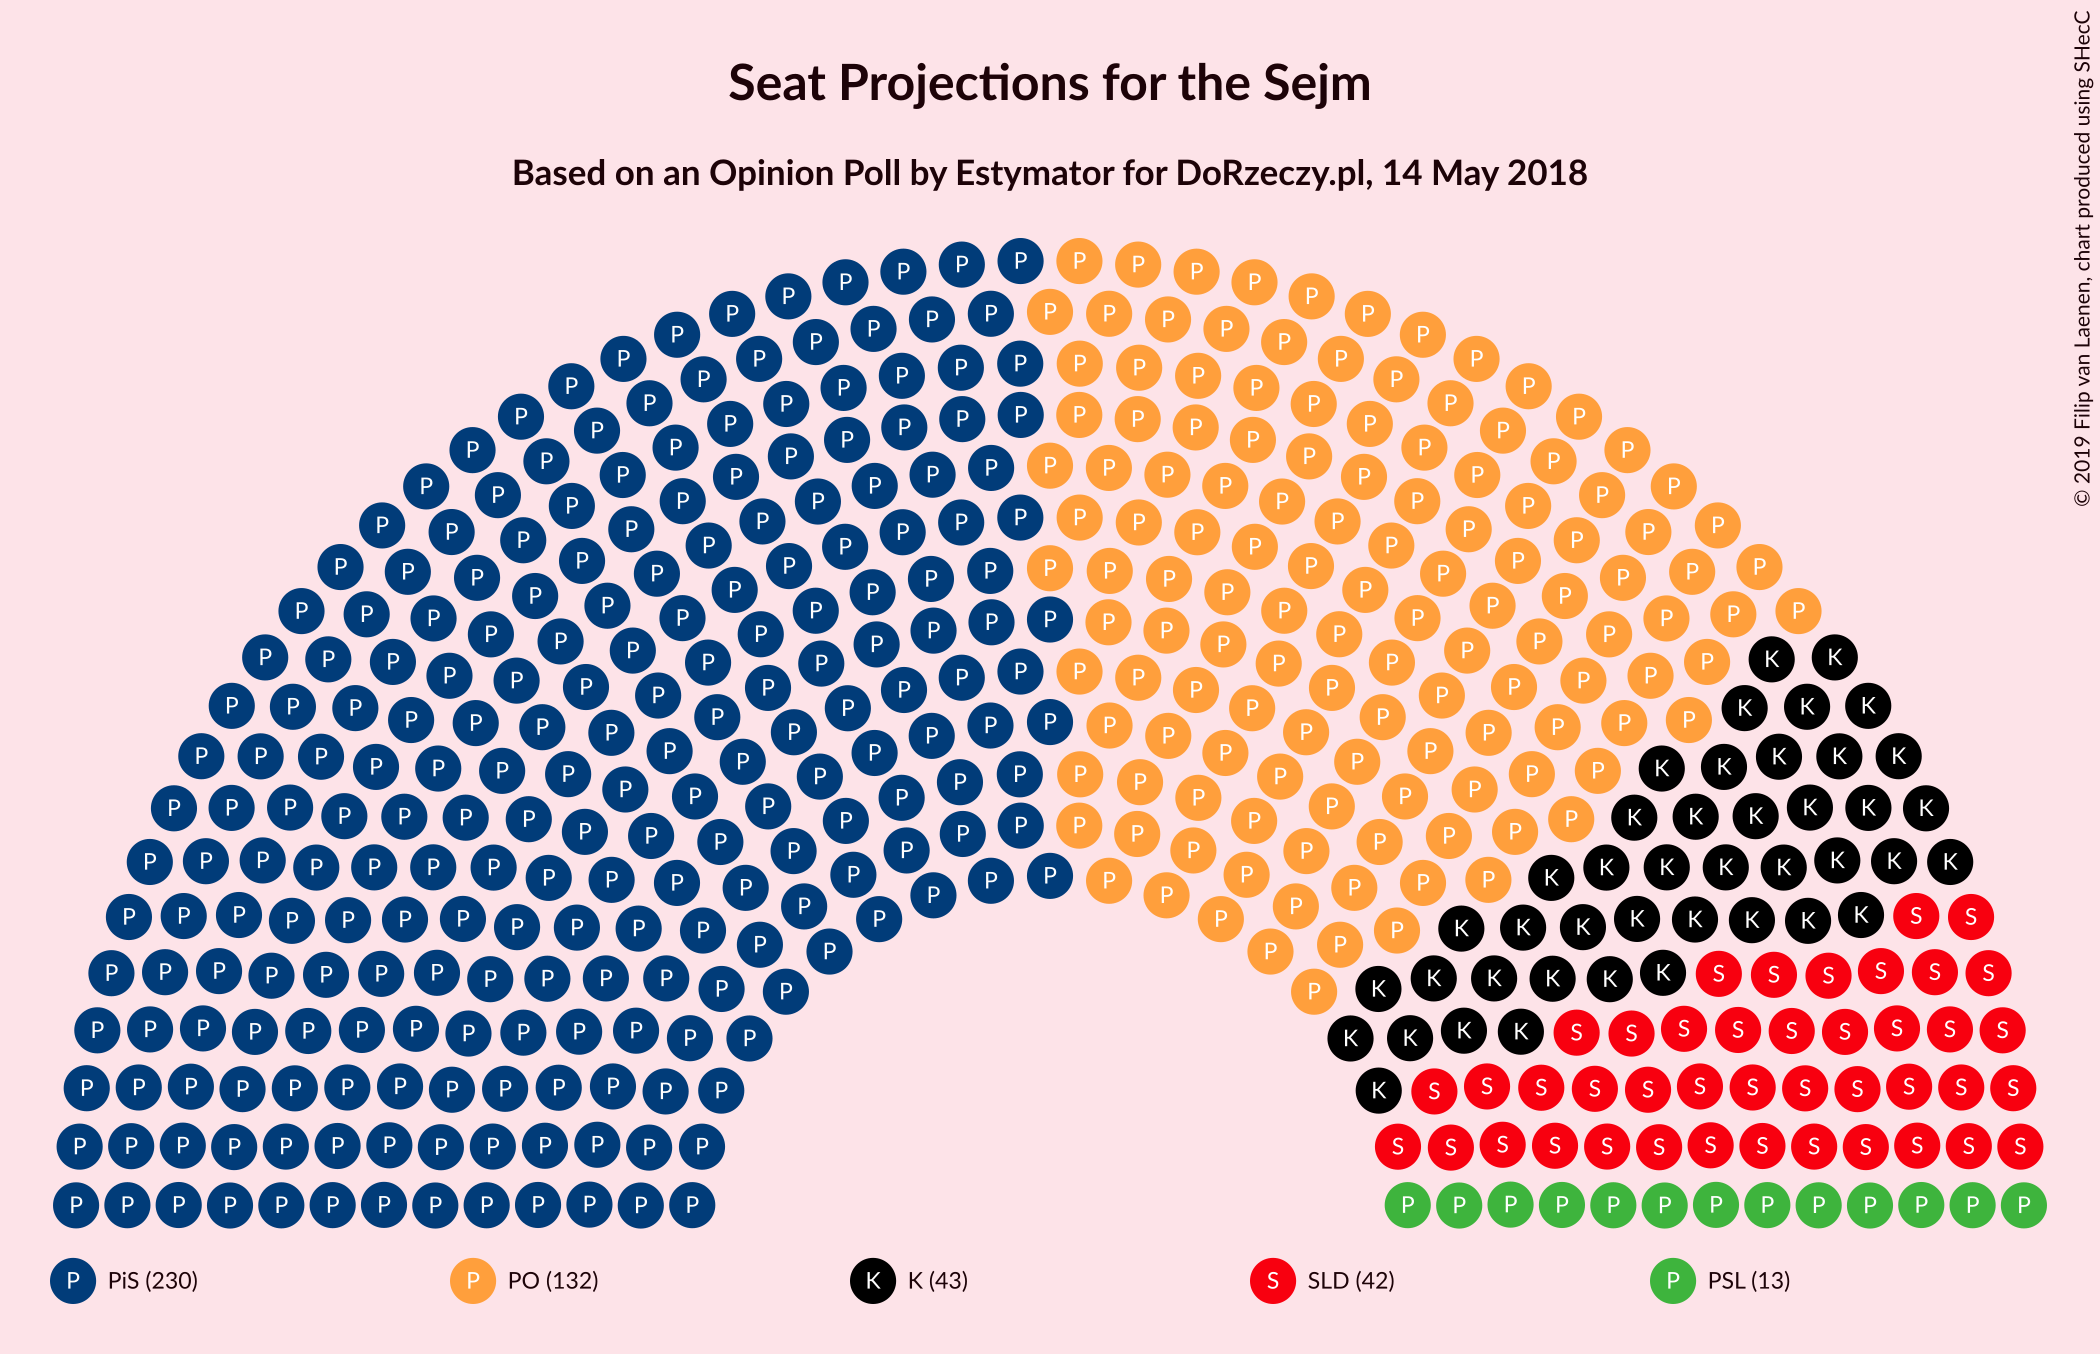 Seat Projections for the Sejm
Based on an Opinion Poll by Estymator for DoRzeczy.pl, 14 May 2018
© 2019 Filip van Laenen, chart produced using SHecC
P PiS (230)
P PO (132)
K K (43)
S SLD (42)
P PSL (13)